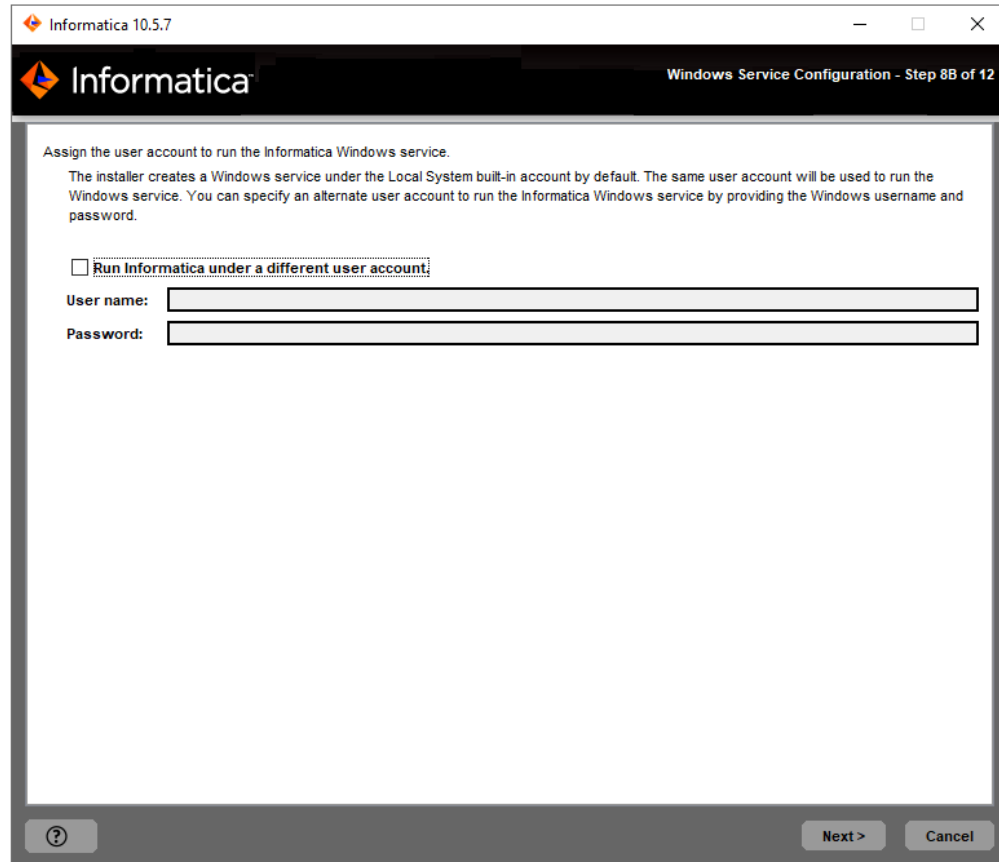 Informatica 10.5.7
Informatica
Windows Service Configuration - Step 8B of 12
Assign the user account to run the Informatica Windows service.
The installer creates a Windows service under the Local System built-in account by default. The same user account will be used to run the
Windows service. You can specify an alternate user account to run the Informatica Windows service by providing the Windows username and
password.
Run Informatica under a different user account.
User name:
Password:
?
Next >
Cancel